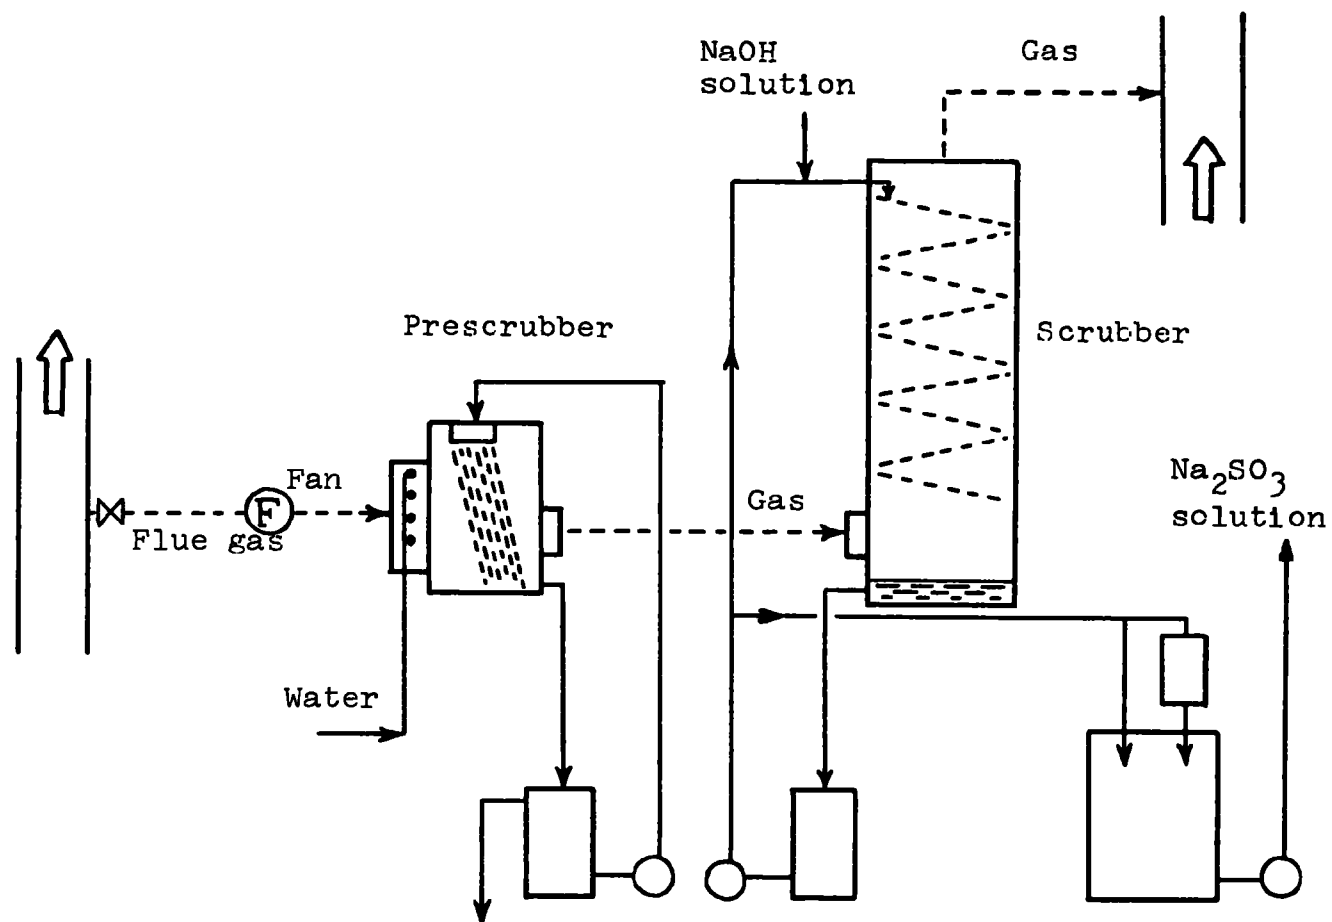 NaOH
solution
Gas
Prescrubber
Scrubber
Fan
F
Flue gas
Gas
Na₂SO₃
solution
Water